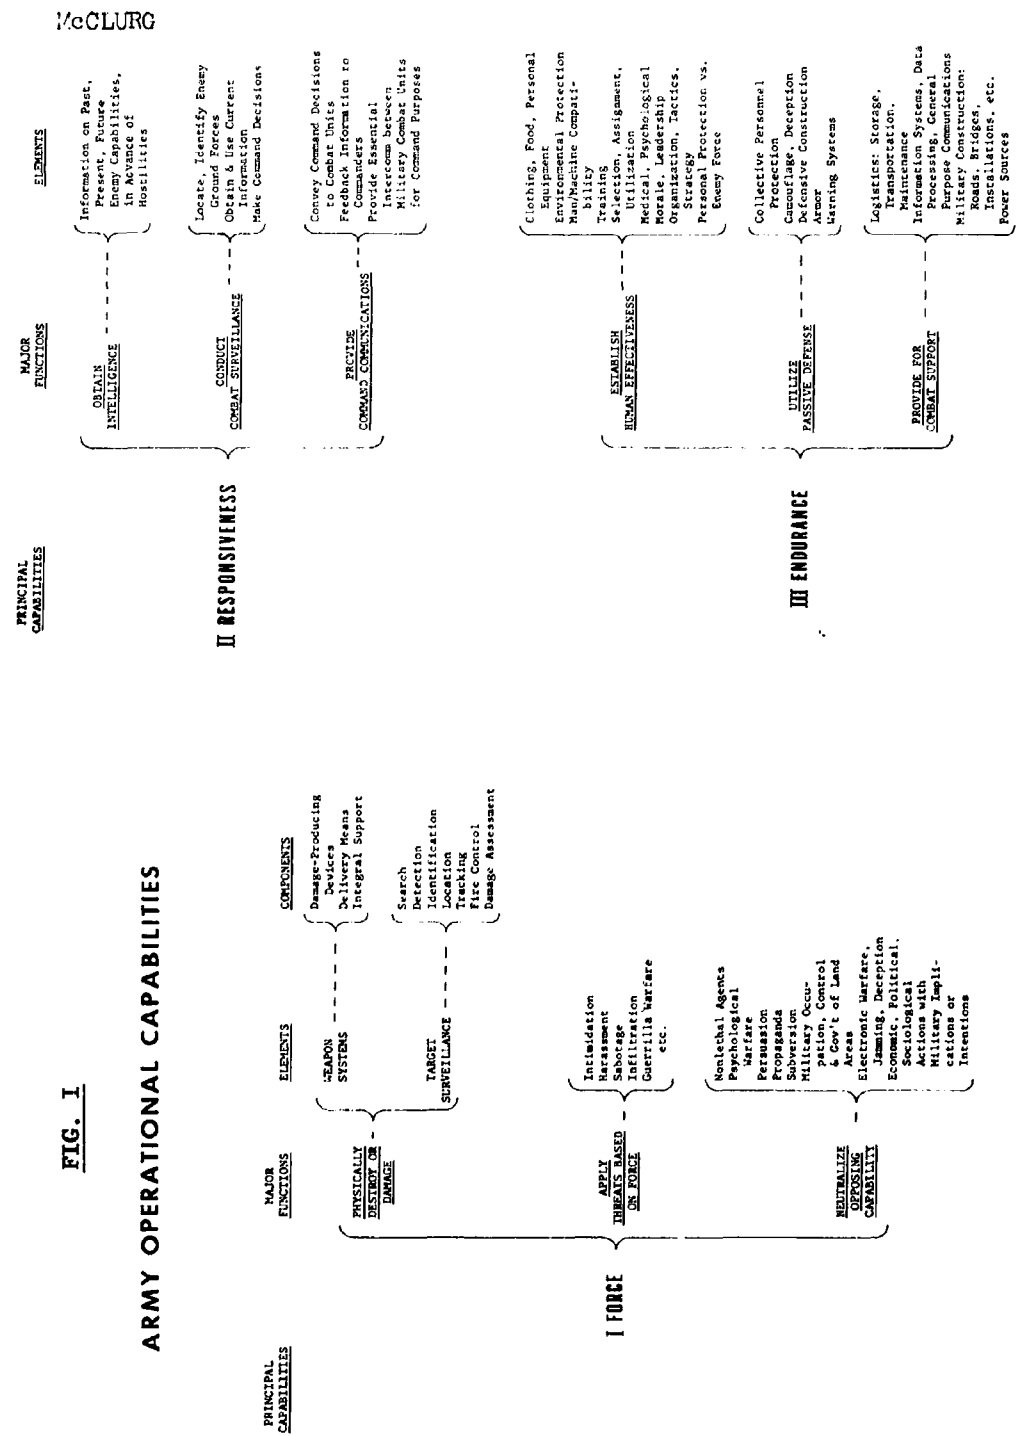 McCLURG
FIG. I
ARMY OPERATIONAL CAPABILITIES
PRINCIPAL
CAPABILITIES
MAJOR
FUNCTIONS
ELEMENTS
COMPONENTS
I FORCE
PHYSICALLY
DESTROY OR
DAMAGE
WEAPON
SYSTEMS
Damage-Producing
Devices
Delivery Means
Integral Support
TARGET
SURVEILLANCE
Search
Detection
Identification
Location
Tracking
Fire Control
Damage Assessment
APPLY
THREATS BASED
ON FORCE
Intimidation
Harassment
Sabotage
Infiltration
Guerrilla Warfare
etc.
NEUTRALIZE
OPPOSING
CAPABILITY
Nonlethal Agents
Psychological
Warfare
Persuasion
Propaganda
Subversion
Military Occu-
pation, Control
& Gov't of Land
Areas
Electronic Warfare,
Jamming, Deception
Economic, Political,
Sociological
Actions with
Military Impli-
cations or
Intentions
PRINCIPAL
CAPABILITIES
MAJOR
FUNCTIONS
ELEMENTS
II RESPONSIVENESS
OBTAIN
INTELLIGENCE
Information on Past,
Present, Future
Enemy Capabilities,
in Advance of
Hostilities
CONDUCT
COMBAT SURVEILLANCE
Locate, Identify Enemy
Ground Forces
Obtain & Use Current
Information
Make Command Decisions
PROVIDE
COMMAND COMMUNICATIONS
Convey Command Decisions
to Combat Units
Feedback Information to
Commanders
Provide Essential
Intercomm between
Military Combat Units
for Command Purposes
III ENDURANCE
ESTABLISH
HUMAN EFFECTIVENESS
Clothing, Food, Personal
Equipment
Environmental Protection
Man/Machine Compati-
bility
Training
Selection, Assignment,
Utilization
Medical, Psychological
Morale, Leadership
Organization, Tactics,
Strategy
Personal Protection vs.
Enemy Force
UTILIZE
PASSIVE DEFENSE
Collective Personnel
Protection
Camouflage, Deception
Defensive Construction
Armor
Warning Systems
PROVIDE FOR
COMBAT SUPPORT
Logistics: Storage,
Transportation,
Maintenance
Information Systems, Data
Processing, General
Purpose Communications
Military Construction:
Roads, Bridges,
Installations, etc.
Power Sources